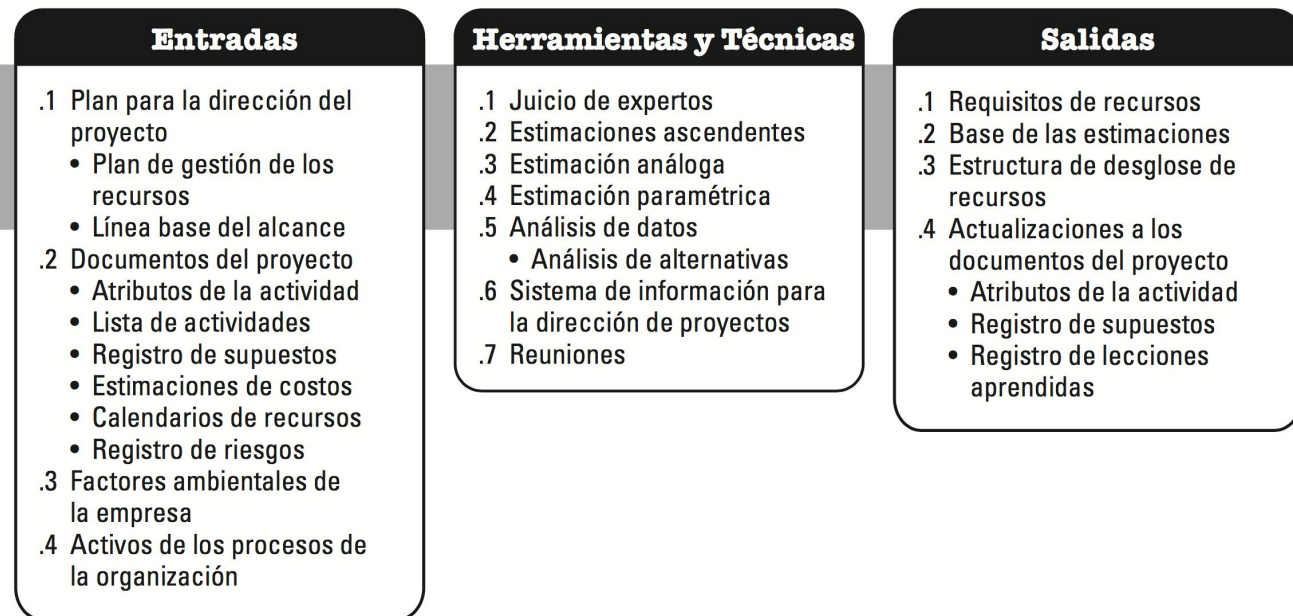 Entradas
.1 Plan para la dirección del
proyecto
• Plan de gestión de los
recursos
• Línea base del alcance
.2 Documentos del proyecto
• Atributos de la actividad
• Lista de actividades
• Registro de supuestos
• Estimaciones de costos
• Calendarios de recursos
• Registro de riesgos
.3 Factores ambientales de
la empresa
.4 Activos de los procesos de
la organización
Herramientas y Técnicas
.1 Juicio de expertos
.2 Estimaciones ascendentes
.3 Estimación análoga
.4 Estimación paramétrica
.5 Análisis de datos
• Análisis de alternativas
.6 Sistema de información para
la dirección de proyectos
.7 Reuniones
Salidas
.1 Requisitos de recursos
.2 Base de las estimaciones
.3 Estructura de desglose de
recursos
.4 Actualizaciones a los
documentos del proyecto
• Atributos de la actividad
• Registro de supuestos
• Registro de lecciones
aprendidas